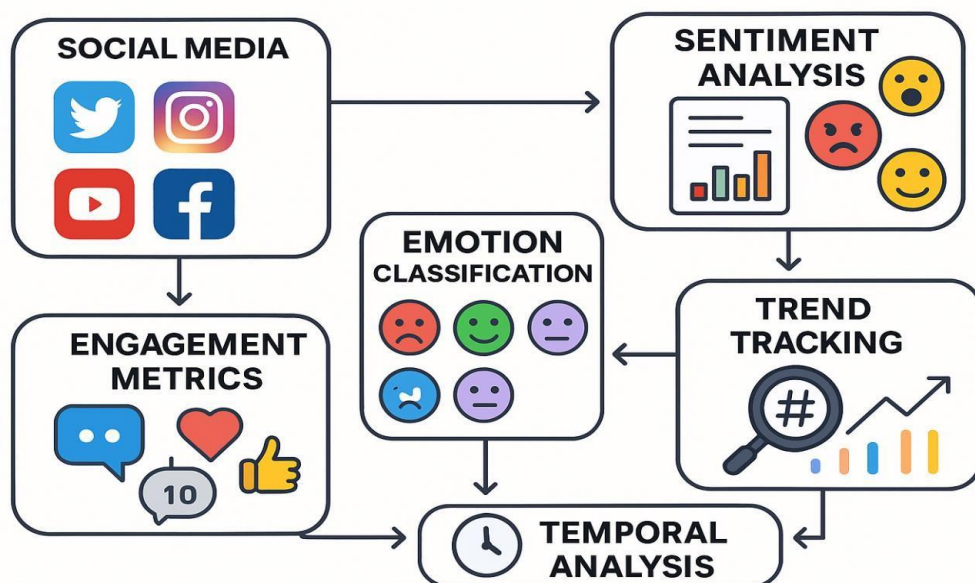 SOCIAL MEDIA
SENTIMENT
ANALYSIS
EMOTION
CLASSIFICATION
TREND
TRACKING
#
ENGAGEMENT
METRICS
10
TEMPORAL
ANALYSIS